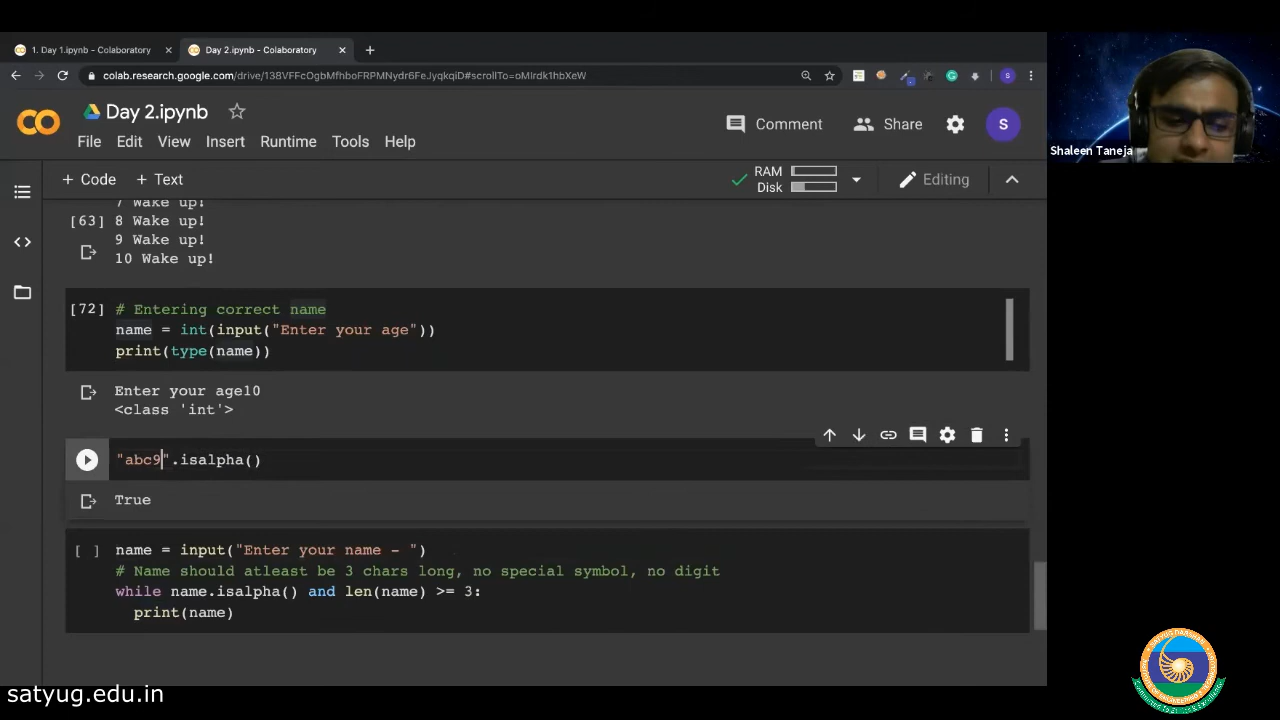 1. Day 1.ipynb - Colaboratory
Day 2.ipynb - Colaboratory
colab.research.google.com/drive/138VFFcOgbMfhboFRPMNydr6FeJyqkqiD#scrollTo=oMlrdk1hbXeW
S
Day 2.ipynb
File Edit View Insert Runtime Tools Help
Comment
Share
S
Shaleen Taneja
+ Code + Text
RAM
Disk
Editing
7 Wake up!
[63] 8 Wake up!
9 Wake up!
10 Wake up!
[72] # Entering correct name
name = int(input("Enter your age"))
print(type(name))
Enter your age10
<class 'int'>
"abc9".isalpha()
True
[ ] name = input("Enter your name - ")
# Name should atleast be 3 chars long, no special symbol, no digit
while name.isalpha() and len(name) >= 3:
print(name)
satyug.edu.in